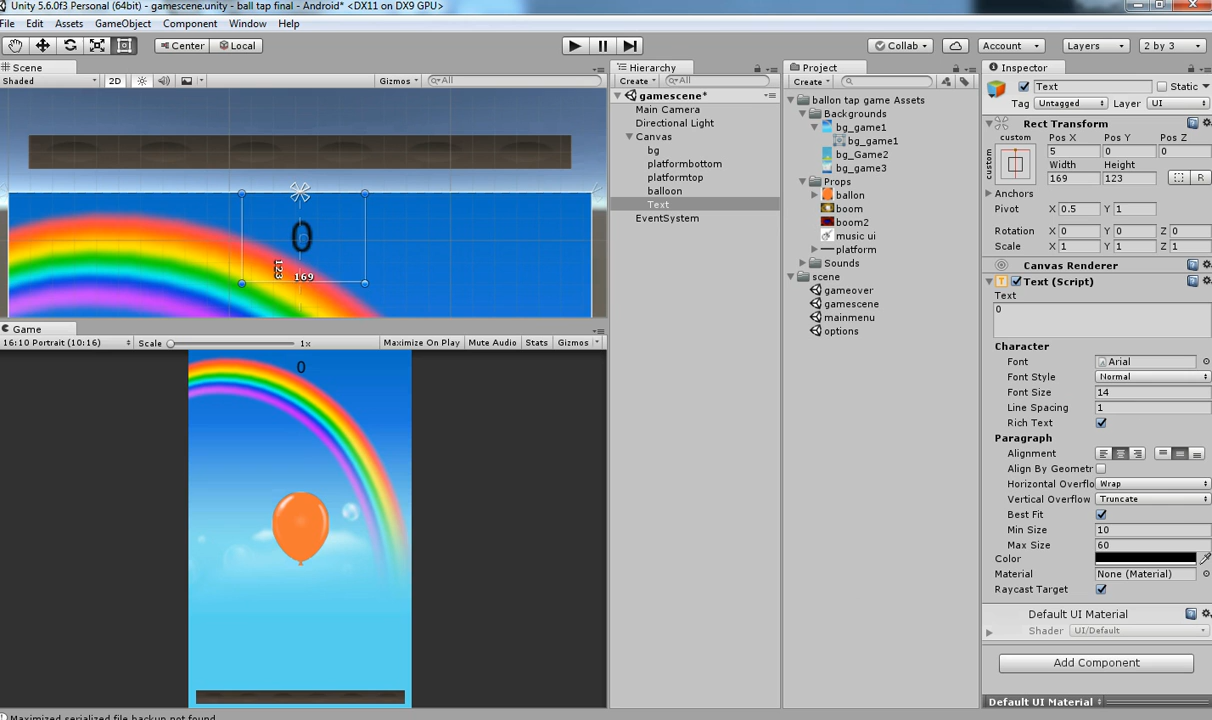 Unity 5.6.0f3 Personal (64bit) - gamescene.unity - ball tap final - Android* <DX11 on DX9 GPU>
File Edit Assets GameObject Component Window Help
Center Local Collab Account Layers 2 by 3
Scene
Shaded 2D Gizmos All
0
123
169
Game
16:10 Portrait (10:16) Scale 1x Maximize On Play Mute Audio Stats Gizmos
0
Maximized serialized file backup not found
Hierarchy
Create All
gamescene*
Main Camera
Directional Light
Canvas
bg
platformbottom
platformtop
balloon
Text
EventSystem
Project
Create
ballon tap game Assets
Backgrounds
bg_game1
bg_game1
bg_Game2
bg_game3
Props
ballon
boom
boom2
music ui
platform
Sounds
scene
gameover
gamescene
mainmenu
options
Inspector
Text Static
Tag Untagged Layer UI
Rect Transform
custom Pos X Pos Y Pos Z
custom 5 0 0
Width Height
169 123 R
Anchors
Pivot X 0.5 Y 1
Rotation X 0 Y 0 Z 0
Scale X 1 Y 1 Z 1
Canvas Renderer
Text (Script)
Text
0
Character
Font Arial
Font Style Normal
Font Size 14
Line Spacing 1
Rich Text
Paragraph
Alignment
Align By Geometr
Horizontal Overflo Wrap
Vertical Overflow Truncate
Best Fit
Min Size 10
Max Size 60
Color
Material None (Material)
Raycast Target
Default UI Material
Shader UI/Default
Add Component
Default UI Material